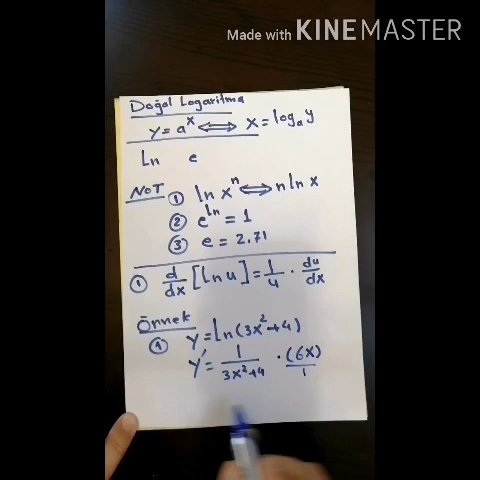 Made with KINEMASTER
Doğal Logaritma
y = a^x ⟺ x = log_a y
Ln e
NOT ① ln x^n ⟺ n ln x
② e^ln = 1
③ e = 2.71
① d/dx [Ln u] = 1/u · du/dx
Örnek
① y = Ln(3x² + 4)
y' = 1/(3x² + 4) · (6x)/1